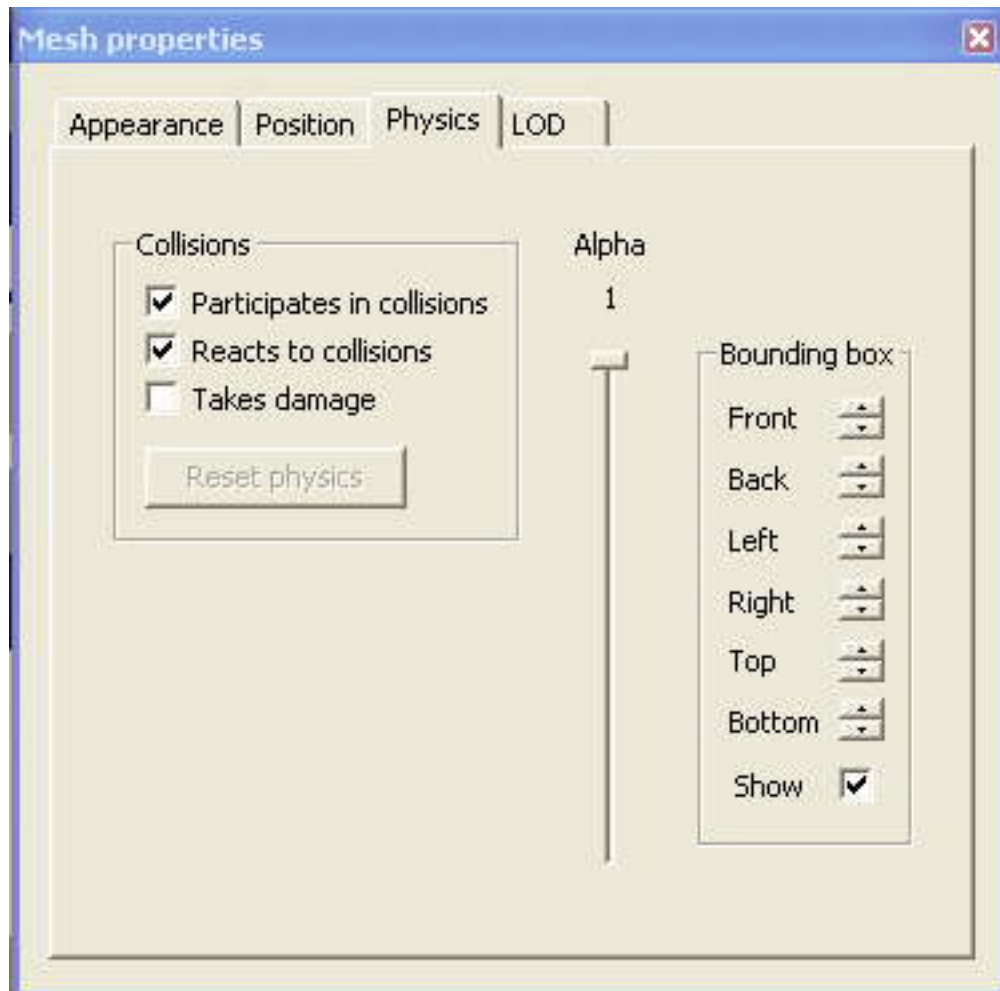 Mesh properties
Appearance Position Physics LOD
Collisions
Participates in collisions
Reacts to collisions
Takes damage
Reset physics
Alpha
1
Bounding box
Front
Back
Left
Right
Top
Bottom
Show